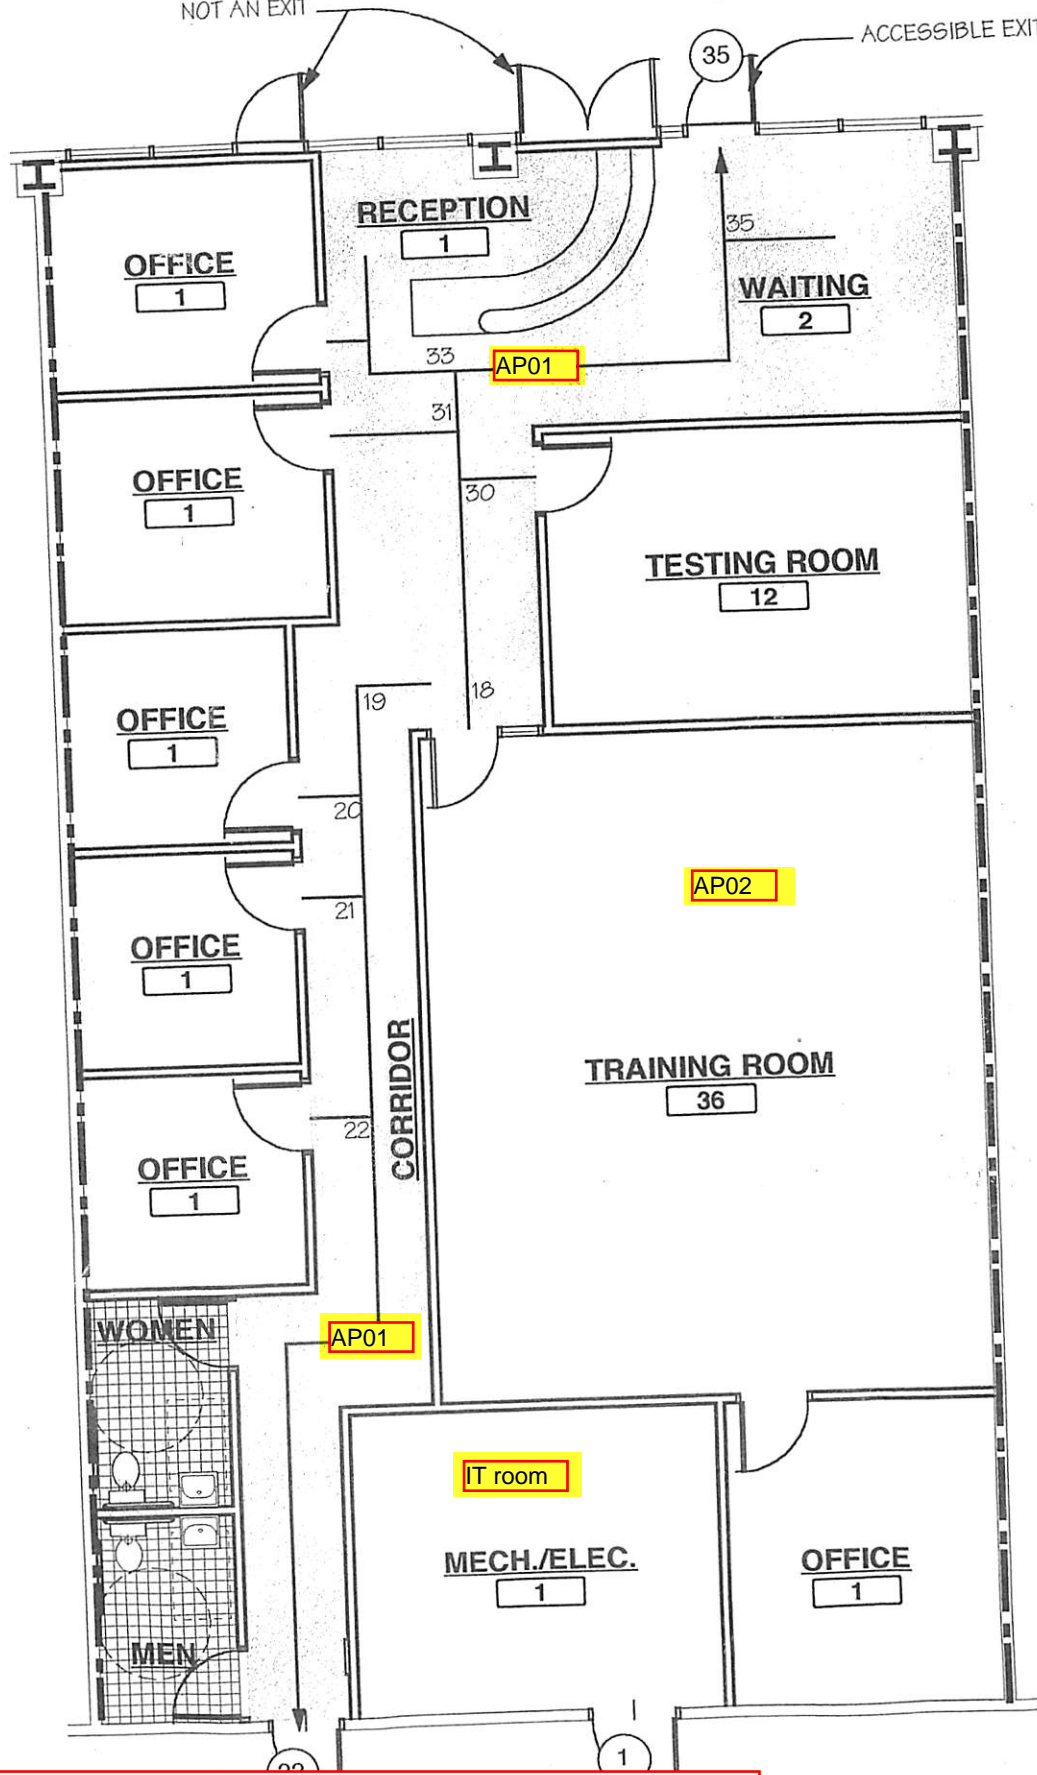 NOT AN EXIT
ACCESSIBLE EXIT
35
RECEPTION
1
35
OFFICE
1
WAITING
2
33
AP01
31
OFFICE
1
30
TESTING ROOM
12
19
18
OFFICE
1
20
AP02
21
OFFICE
1
CORRIDOR
TRAINING ROOM
36
22
OFFICE
1
WOMEN
AP01
IT room
MECH./ELEC.
1
OFFICE
1
MEN
1